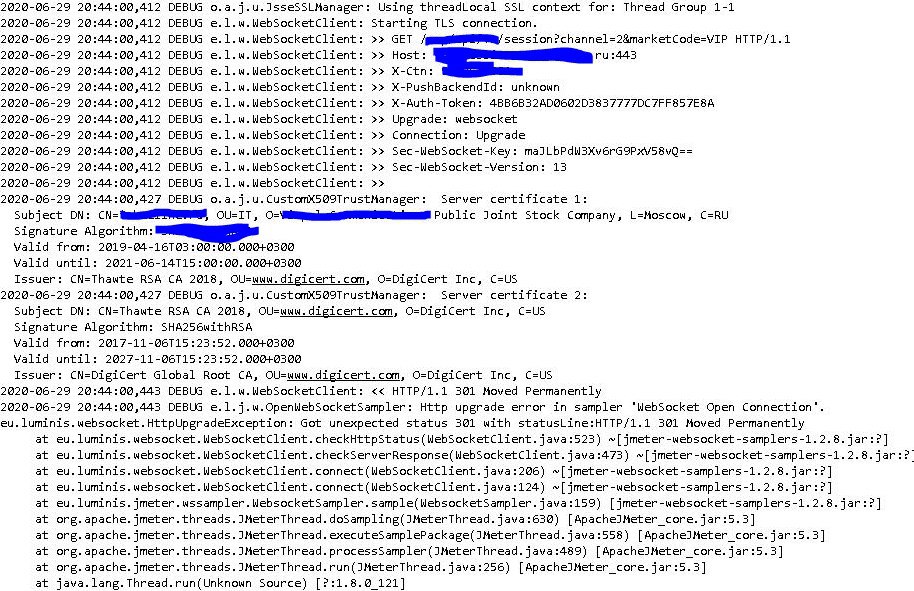 2020-06-29 20:44:00,412 DEBUG o.a.j.u.JsseSSLManager: Using threadLocal SSL context for: Thread Group 1-1
2020-06-29 20:44:00,412 DEBUG e.l.w.WebSocketClient: Starting TLS connection.
2020-06-29 20:44:00,412 DEBUG e.l.w.WebSocketClient: >> GET / /session?channel=2&marketCode=VIP HTTP/1.1
2020-06-29 20:44:00,412 DEBUG e.l.w.WebSocketClient: >> Host: ru:443
2020-06-29 20:44:00,412 DEBUG e.l.w.WebSocketClient: >> X-Ctn:
2020-06-29 20:44:00,412 DEBUG e.l.w.WebSocketClient: >> X-PushBackendId: unknown
2020-06-29 20:44:00,412 DEBUG e.l.w.WebSocketClient: >> X-Auth-Token: 4BB6B32AD0602D3837777DC7FF857E8A
2020-06-29 20:44:00,412 DEBUG e.l.w.WebSocketClient: >> Upgrade: websocket
2020-06-29 20:44:00,412 DEBUG e.l.w.WebSocketClient: >> Connection: Upgrade
2020-06-29 20:44:00,412 DEBUG e.l.w.WebSocketClient: >> Sec-WebSocket-Key: maJLbPdW3Xv6rG9PxV58vQ==
2020-06-29 20:44:00,412 DEBUG e.l.w.WebSocketClient: >> Sec-WebSocket-Version: 13
2020-06-29 20:44:00,412 DEBUG e.l.w.WebSocketClient: >>
2020-06-29 20:44:00,427 DEBUG o.a.j.u.CustomX509TrustManager:  Server certificate 1:
  Subject DN: CN= , OU=IT, O= Public Joint Stock Company, L=Moscow, C=RU
  Signature Algorithm:
  Valid from: 2019-04-16T03:00:00.000+0300
  Valid until: 2021-06-14T15:00:00.000+0300
  Issuer: CN=Thawte RSA CA 2018, OU=www.digicert.com, O=DigiCert Inc, C=US
2020-06-29 20:44:00,427 DEBUG o.a.j.u.CustomX509TrustManager:  Server certificate 2:
  Subject DN: CN=Thawte RSA CA 2018, OU=www.digicert.com, O=DigiCert Inc, C=US
  Signature Algorithm: SHA256withRSA
  Valid from: 2017-11-06T15:23:52.000+0300
  Valid until: 2027-11-06T15:23:52.000+0300
  Issuer: CN=DigiCert Global Root CA, OU=www.digicert.com, O=DigiCert Inc, C=US
2020-06-29 20:44:00,443 DEBUG e.l.w.WebSocketClient: << HTTP/1.1 301 Moved Permanently
2020-06-29 20:44:00,443 DEBUG e.l.j.w.OpenWebSocketSampler: Http upgrade error in sampler 'WebSocket Open Connection'.
eu.luminis.websocket.HttpUpgradeException: Got unexpected status 301 with statusLine:HTTP/1.1 301 Moved Permanently
    at eu.luminis.websocket.WebSocketClient.checkHttpStatus(WebSocketClient.java:523) ~[jmeter-websocket-samplers-1.2.8.jar:?]
    at eu.luminis.websocket.WebSocketClient.checkServerResponse(WebSocketClient.java:473) ~[jmeter-websocket-samplers-1.2.8.jar:?]
    at eu.luminis.websocket.WebSocketClient.connect(WebSocketClient.java:206) ~[jmeter-websocket-samplers-1.2.8.jar:?]
    at eu.luminis.websocket.WebSocketClient.connect(WebSocketClient.java:124) ~[jmeter-websocket-samplers-1.2.8.jar:?]
    at eu.luminis.jmeter.wssampler.WebsocketSampler.sample(WebsocketSampler.java:159) [jmeter-websocket-samplers-1.2.8.jar:?]
    at org.apache.jmeter.threads.JMeterThread.doSampling(JMeterThread.java:630) [ApacheJMeter_core.jar:5.3]
    at org.apache.jmeter.threads.JMeterThread.executeSamplePackage(JMeterThread.java:558) [ApacheJMeter_core.jar:5.3]
    at org.apache.jmeter.threads.JMeterThread.processSampler(JMeterThread.java:489) [ApacheJMeter_core.jar:5.3]
    at org.apache.jmeter.threads.JMeterThread.run(JMeterThread.java:256) [ApacheJMeter_core.jar:5.3]
    at java.lang.Thread.run(Unknown Source) [?:1.8.0_121]